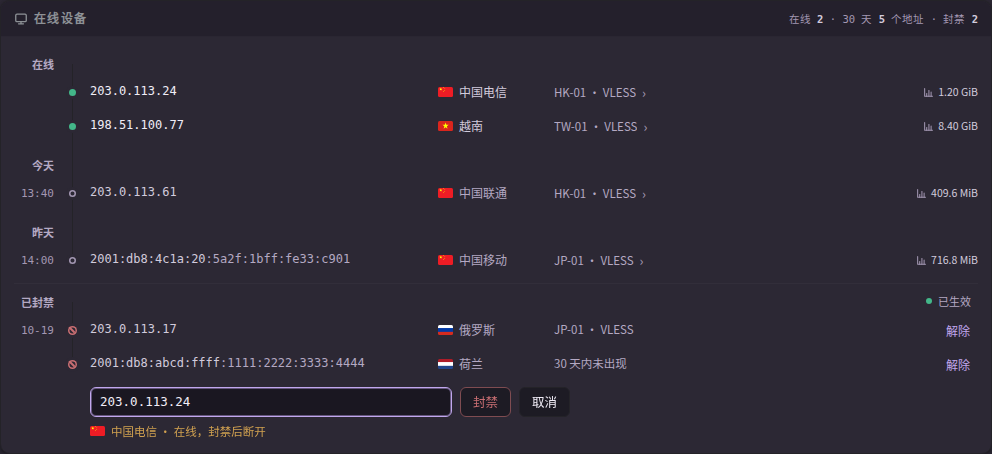 在线设备
在线 2 · 30 天 5 个地址 · 封禁 2
在线
203.0.113.24 中国电信 HK-01 • VLESS › 1.20 GiB
198.51.100.77 越南 TW-01 • VLESS › 8.40 GiB
今天
13:40 203.0.113.61 中国联通 HK-01 • VLESS › 409.6 MiB
昨天
14:00 2001:db8:4c1a:20:5a2f:1bff:fe33:c901 中国移动 JP-01 • VLESS › 716.8 MiB
已封禁 已生效
10-19 203.0.113.17 俄罗斯 JP-01 • VLESS 解除
2001:db8:abcd:ffff:1111:2222:3333:4444 荷兰 30 天内未出现 解除
203.0.113.24 封禁 取消
中国电信 • 在线，封禁后断开